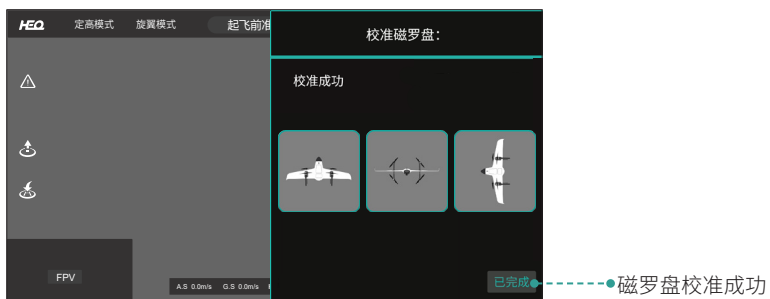 HEQ 定高模式 旋翼模式 起飞前准
校准磁罗盘：
校准成功
FPV
A.S 0.0m/s G.S 0.0m/s
已完成
磁罗盘校准成功